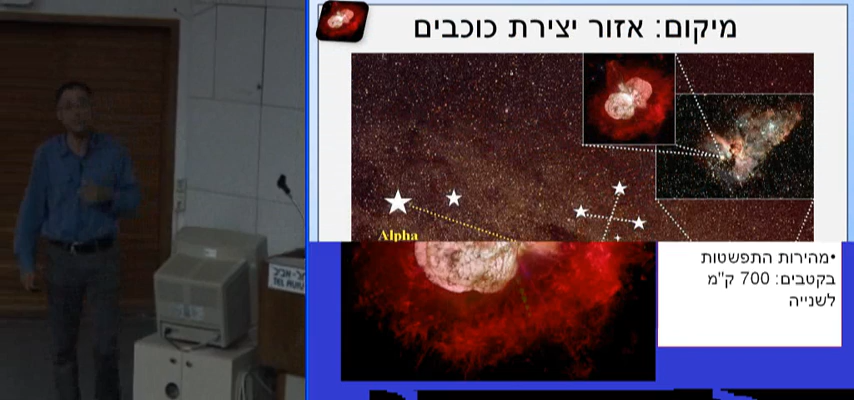 מיקום: אזור יצירת כוכבים
Alpha
•מהירות התפשטות
בקטבים: 700 ק"מ
לשנייה